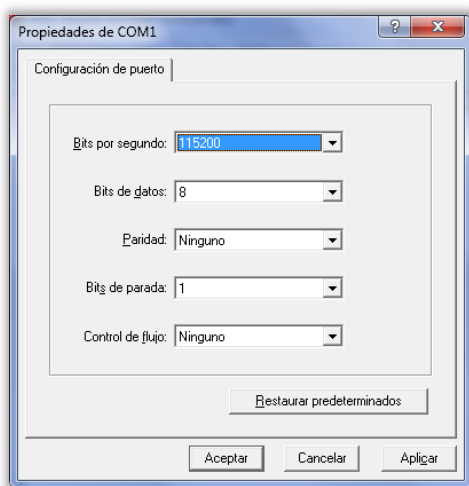 Propiedades de COM1
Configuración de puerto
Bits por segundo: 115200
Bits de datos: 8
Paridad: Ninguno
Bits de parada: 1
Control de flujo: Ninguno
Restaurar predeterminados
Aceptar Cancelar Aplicar